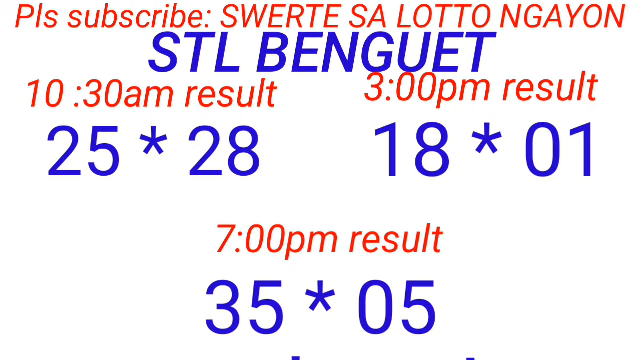 Pls subscribe: SWERTE SA LOTTO NGAYON
STL BENGUET
10 :30am result
3:00pm result
25 * 28
18 * 01
7:00pm result
35 * 05